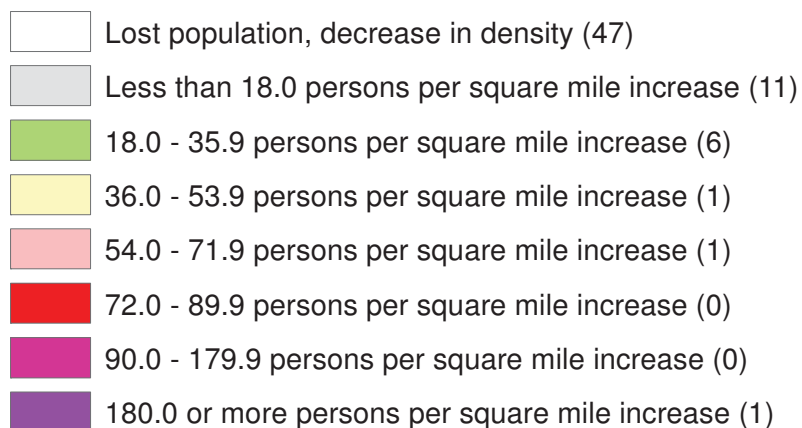 Lost population, decrease in density (47)
Less than 18.0 persons per square mile increase (11)
18.0 - 35.9 persons per square mile increase (6)
36.0 - 53.9 persons per square mile increase (1)
54.0 - 71.9 persons per square mile increase (1)
72.0 - 89.9 persons per square mile increase (0)
90.0 - 179.9 persons per square mile increase (0)
180.0 or more persons per square mile increase (1)